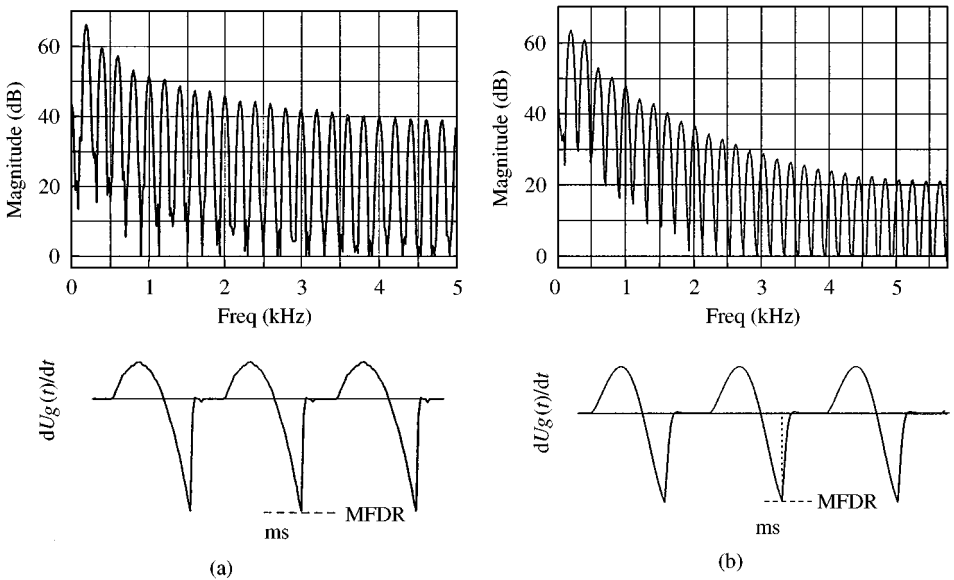 60
40
20
0
Magnitude (dB)
0 1 2 3 4 5
Freq (kHz)
dUg(t)/dt
MFDR
ms
(a)
60
40
20
0
Magnitude (dB)
0 1 2 3 4 5
Freq (kHz)
dUg(t)/dt
MFDR
ms
(b)